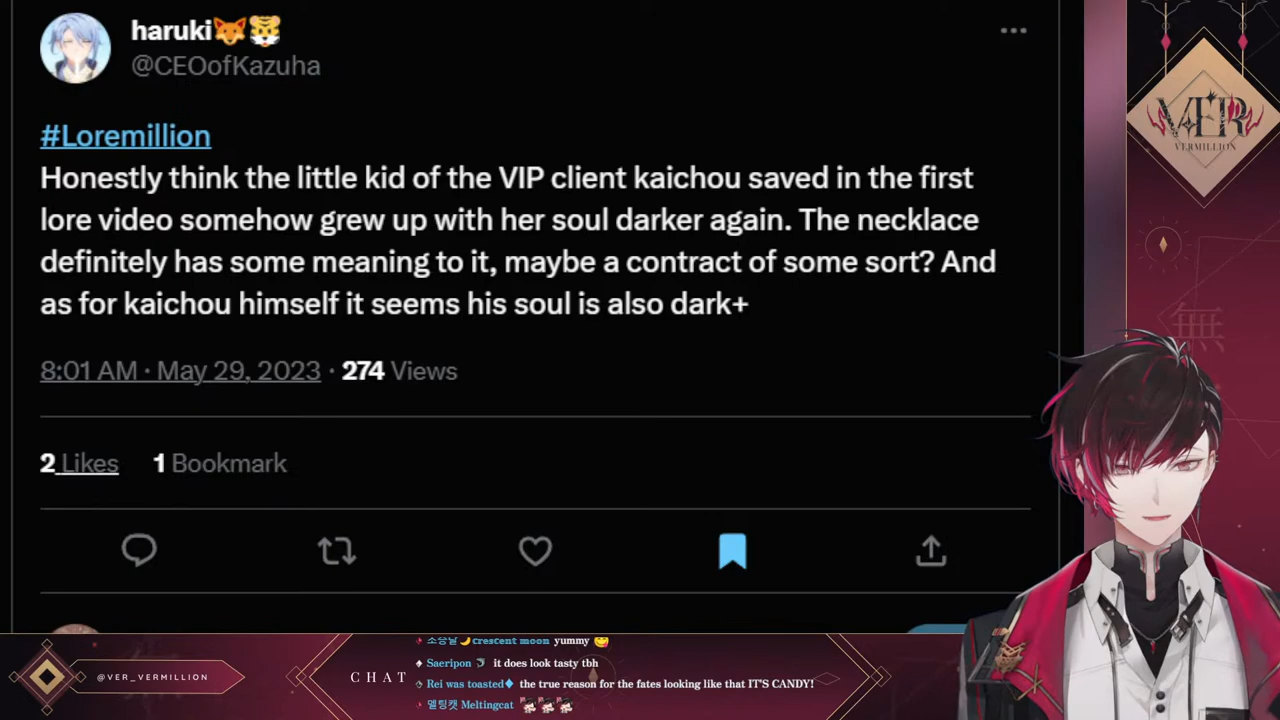 haruki🦊🐯
@CEOofKazuha
#Loremillion
Honestly think the little kid of the VIP client kaichou saved in the first
lore video somehow grew up with her soul darker again. The necklace
definitely has some meaning to it, maybe a contract of some sort? And
as for kaichou himself it seems his soul is also dark+
8:01 AM · May 29, 2023 · 274 Views
2 Likes 1 Bookmark
VER
VERMILLION
無
@VER_VERMILLION
CHAT
crescent moon yummy 😋
Saeripon it does look tasty tbh
Rei was toasted the true reason for the fates looking like that IT'S CANDY!
멜팅캣 Meltingcat